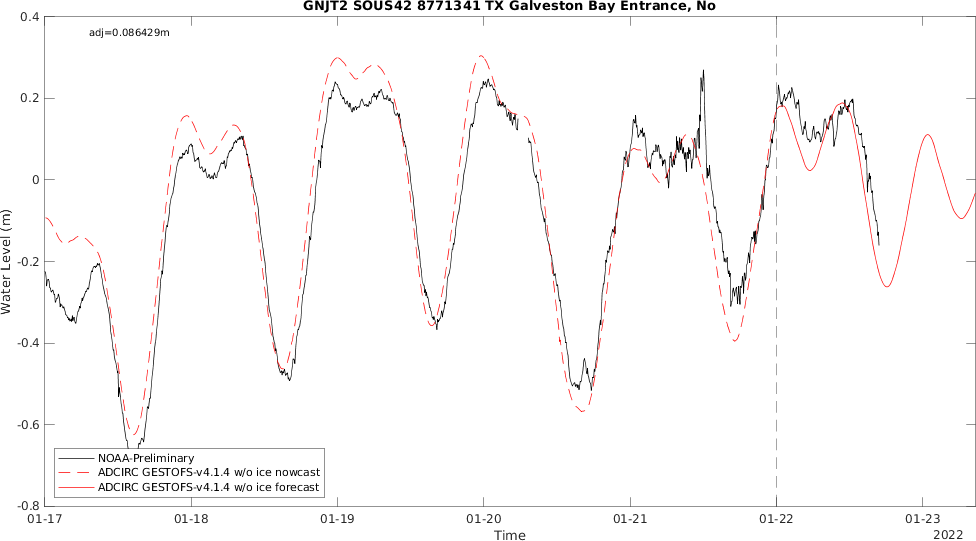 GNJT2 SOUS42 8771341 TX Galveston Bay Entrance, No
adj=0.086429m
0.4
0.2
0
-0.2
-0.4
-0.6
-0.8
Water Level (m)
NOAA-Preliminary
ADCIRC GESTOFS-v4.1.4 w/o ice nowcast
ADCIRC GESTOFS-v4.1.4 w/o ice forecast
01-17 01-18 01-19 01-20 01-21 01-22 01-23
Time
2022